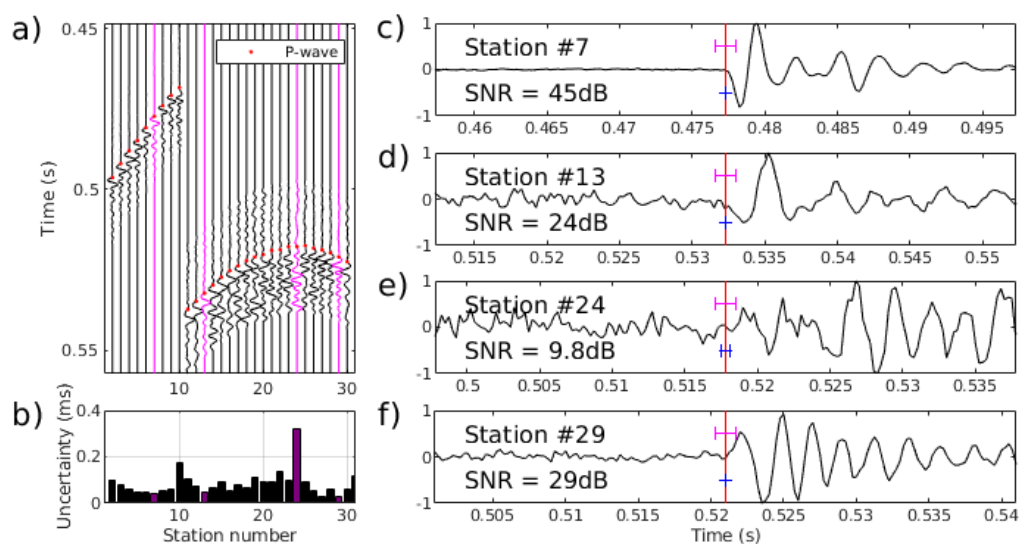 a)
0.45
0.5
0.55
Time (s)
P-wave
10
20
30
b)
0.4
0.2
0
Uncertainty (ms)
10
20
30
Station number
c)
1
0
-1
Station #7
SNR = 45dB
0.46
0.465
0.47
0.475
0.48
0.485
0.49
0.495
d)
1
0
-1
Station #13
SNR = 24dB
0.515
0.52
0.525
0.53
0.535
0.54
0.545
0.55
e)
1
0
-1
Station #24
SNR = 9.8dB
0.5
0.505
0.51
0.515
0.52
0.525
0.53
0.535
f)
1
0
-1
Station #29
SNR = 29dB
0.505
0.51
0.515
0.52
0.525
0.53
0.535
0.54
Time (s)